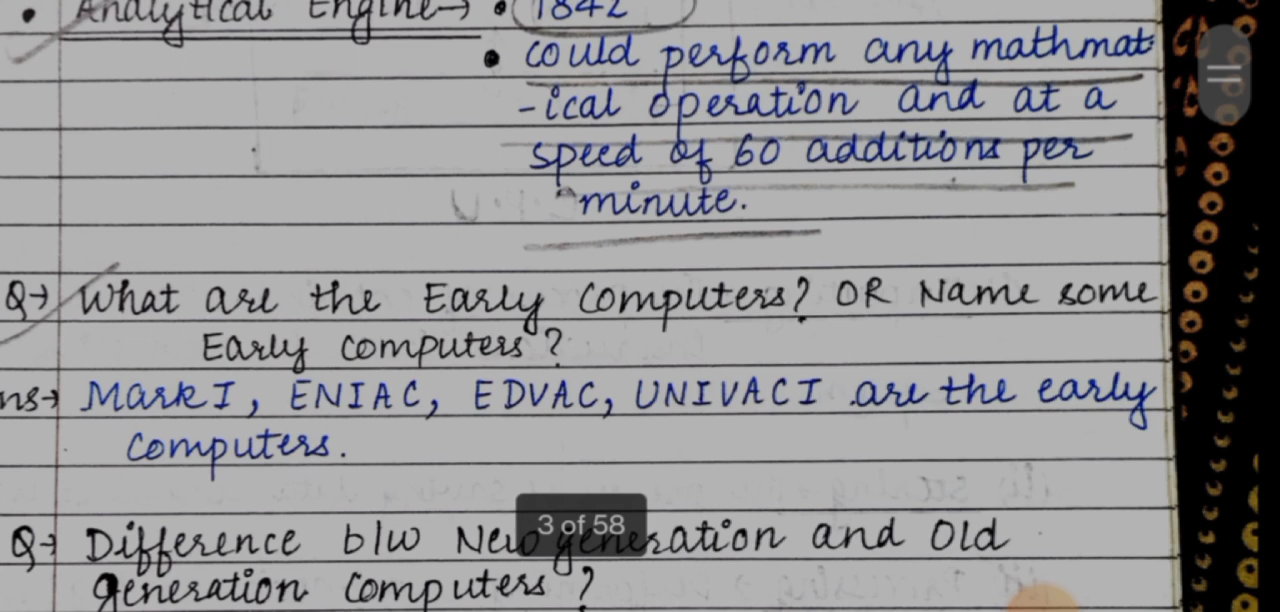 • Analytical Engine→ • 1842
• could perform any mathmat
-ical operation and at a
speed of 60 additions per
minute.
Q→ What are the Early Computers? OR Name some
Early Computers?
ns→ Mark I, ENIAC, EDVAC, UNIVAC I are the early
Computers.
3 of 58
Q→ Difference b/w New generation and Old
generation Computers?